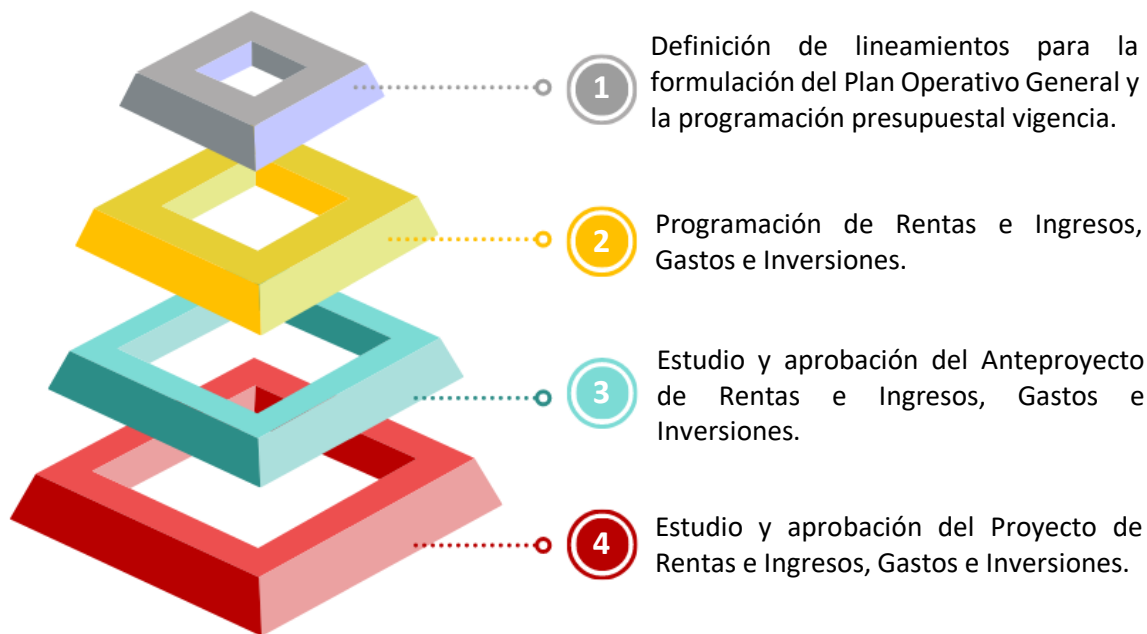 1
Definición de lineamientos para la
formulación del Plan Operativo General y
la programación presupuestal vigencia.
2
Programación de Rentas e Ingresos,
Gastos e Inversiones.
3
Estudio y aprobación del Anteproyecto
de Rentas e Ingresos, Gastos e
Inversiones.
4
Estudio y aprobación del Proyecto de
Rentas e Ingresos, Gastos e Inversiones.